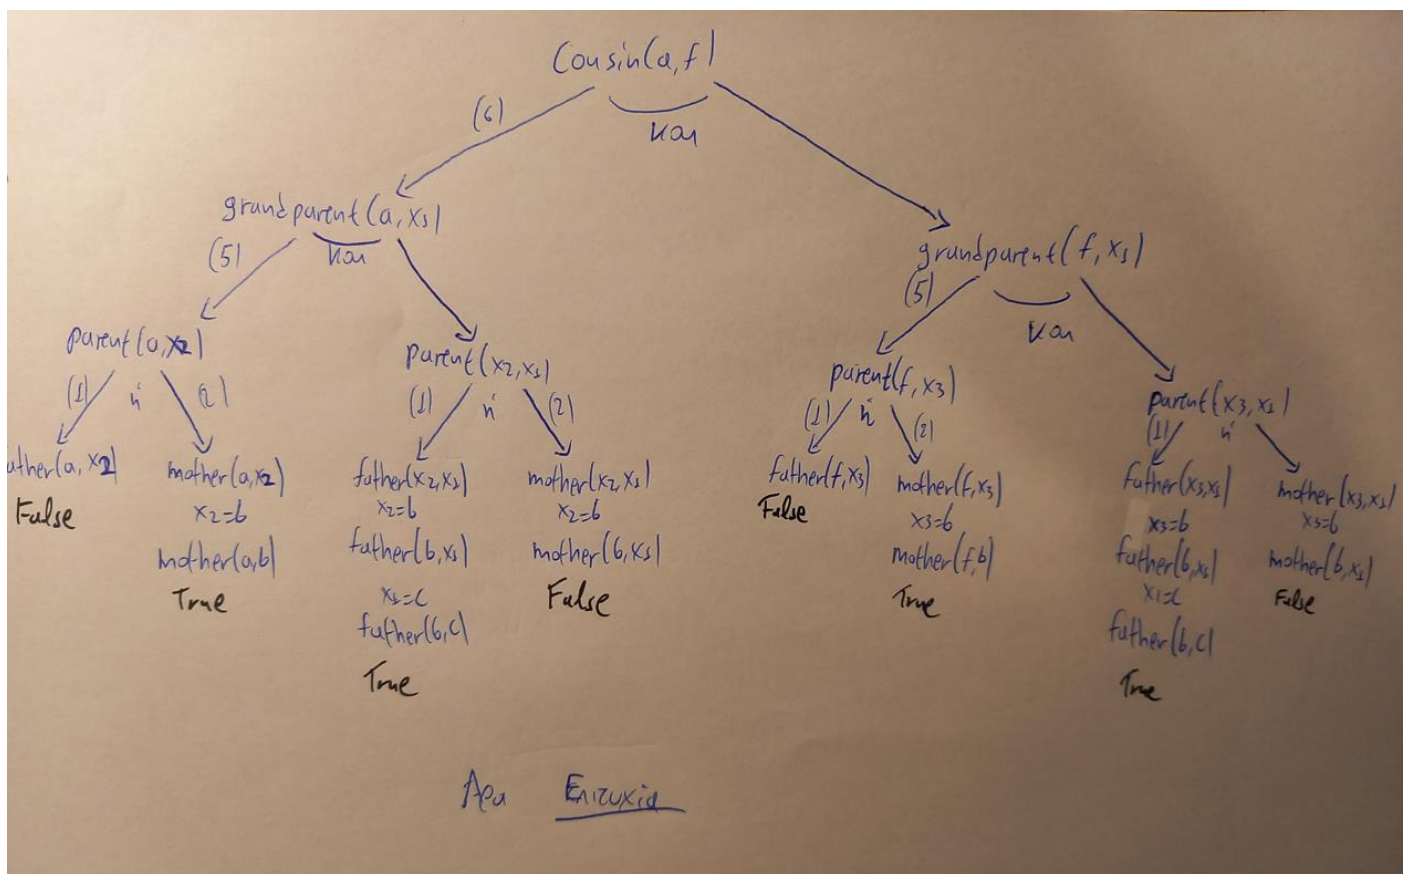 Cousin(a,f)
(6)
και
grandparent(a,x1)
grandparent(f,x1)
(5) και
(5) και
parent(a,x2)
parent(x2,x1)
parent(f,x3)
parent(x3,x1)
(1) ή (2)
(1) ή (2)
(1) ή (2)
(1) ή
ather(a,x2)
mother(a,x2)
father(x2,x1)
mother(x2,x1)
father(f,x3)
mother(f,x3)
father(x3,x1)
mother(x3,x1)
False
x2=b
x2=b
x2=b
False
x3=b
x3=b
x3=b
mother(a,b)
father(b,x1)
mother(b,x1)
mother(f,b)
father(b,x1)
mother(b,x1)
True
x1=c
False
True
x1=c
False
father(b,c)
father(b,c)
True
True
Άρα Επιτυχία